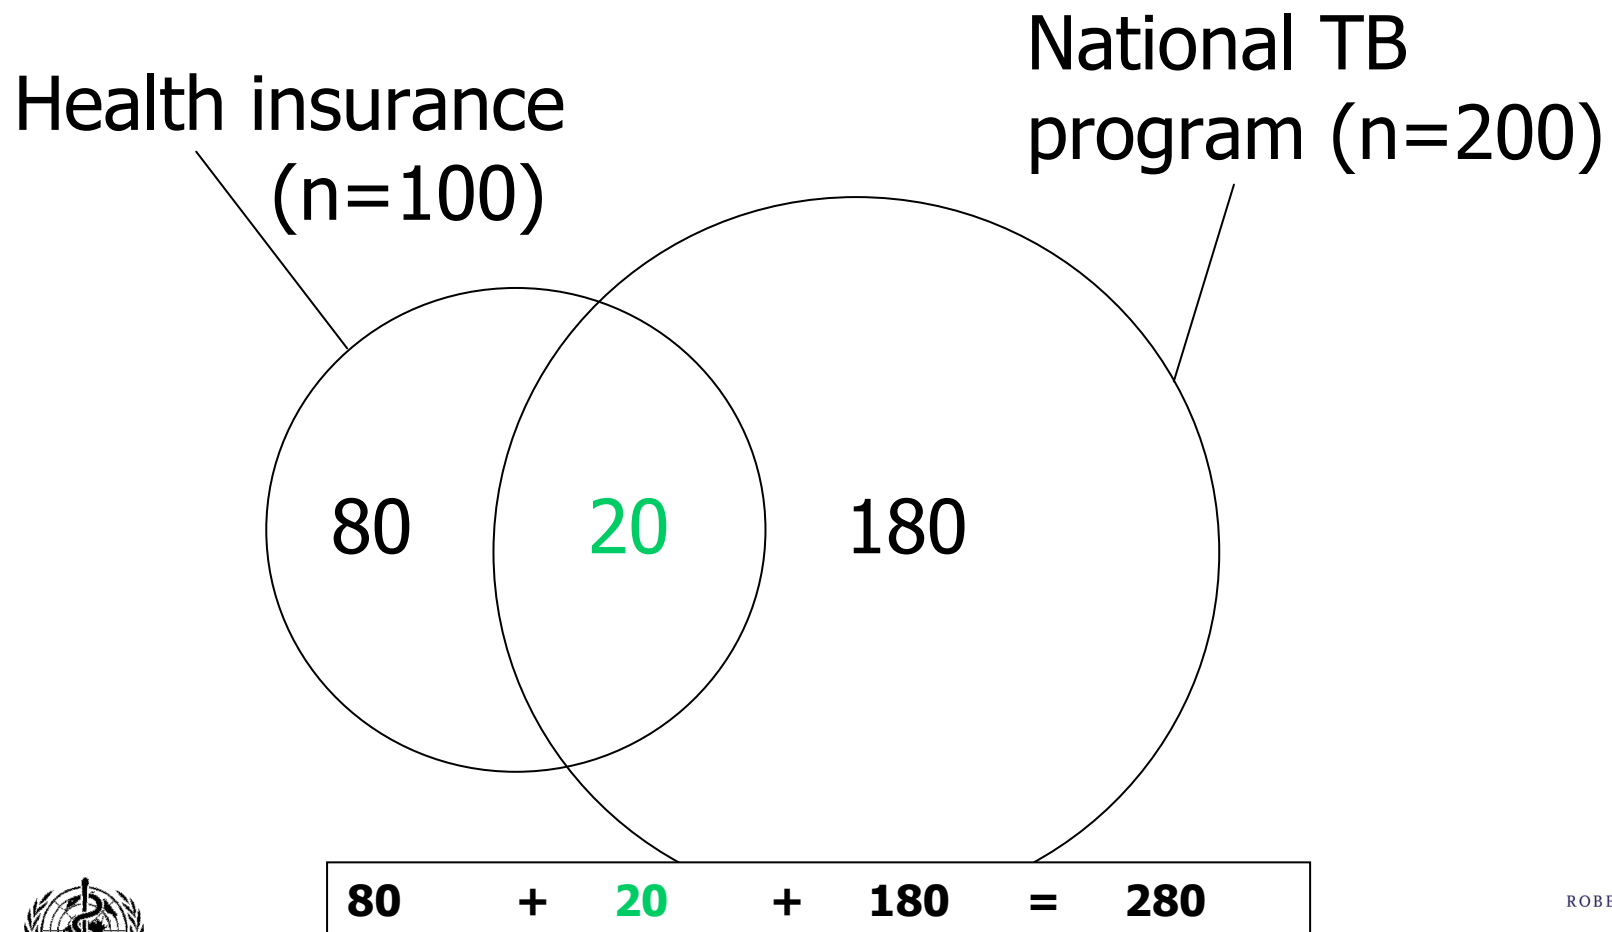 National TB
program (n=200)
Health insurance
(n=100)
80 20 180
80 + 20 + 180 = 280